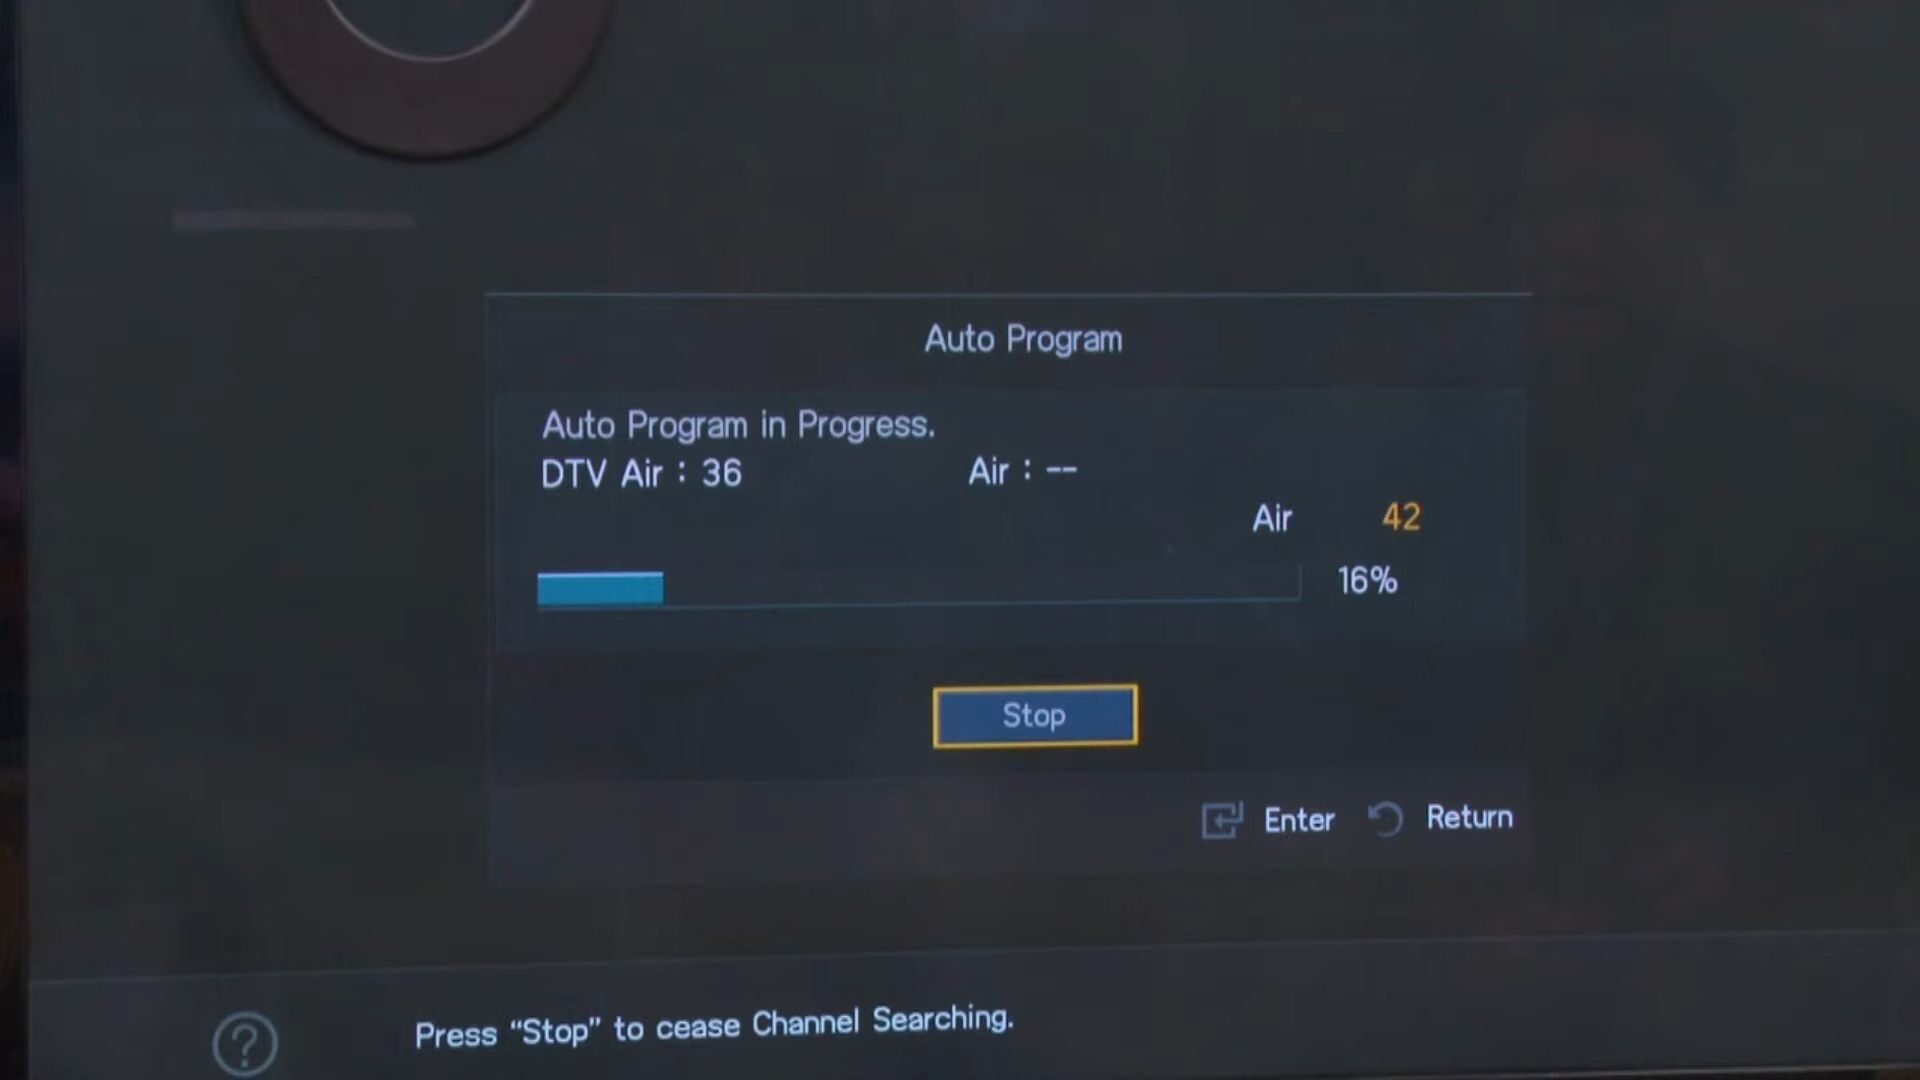 Auto Program
Auto Program in Progress.
DTV Air : 36 Air : --
Air 42
16%
Stop
Enter Return
? Press “Stop” to cease Channel Searching.